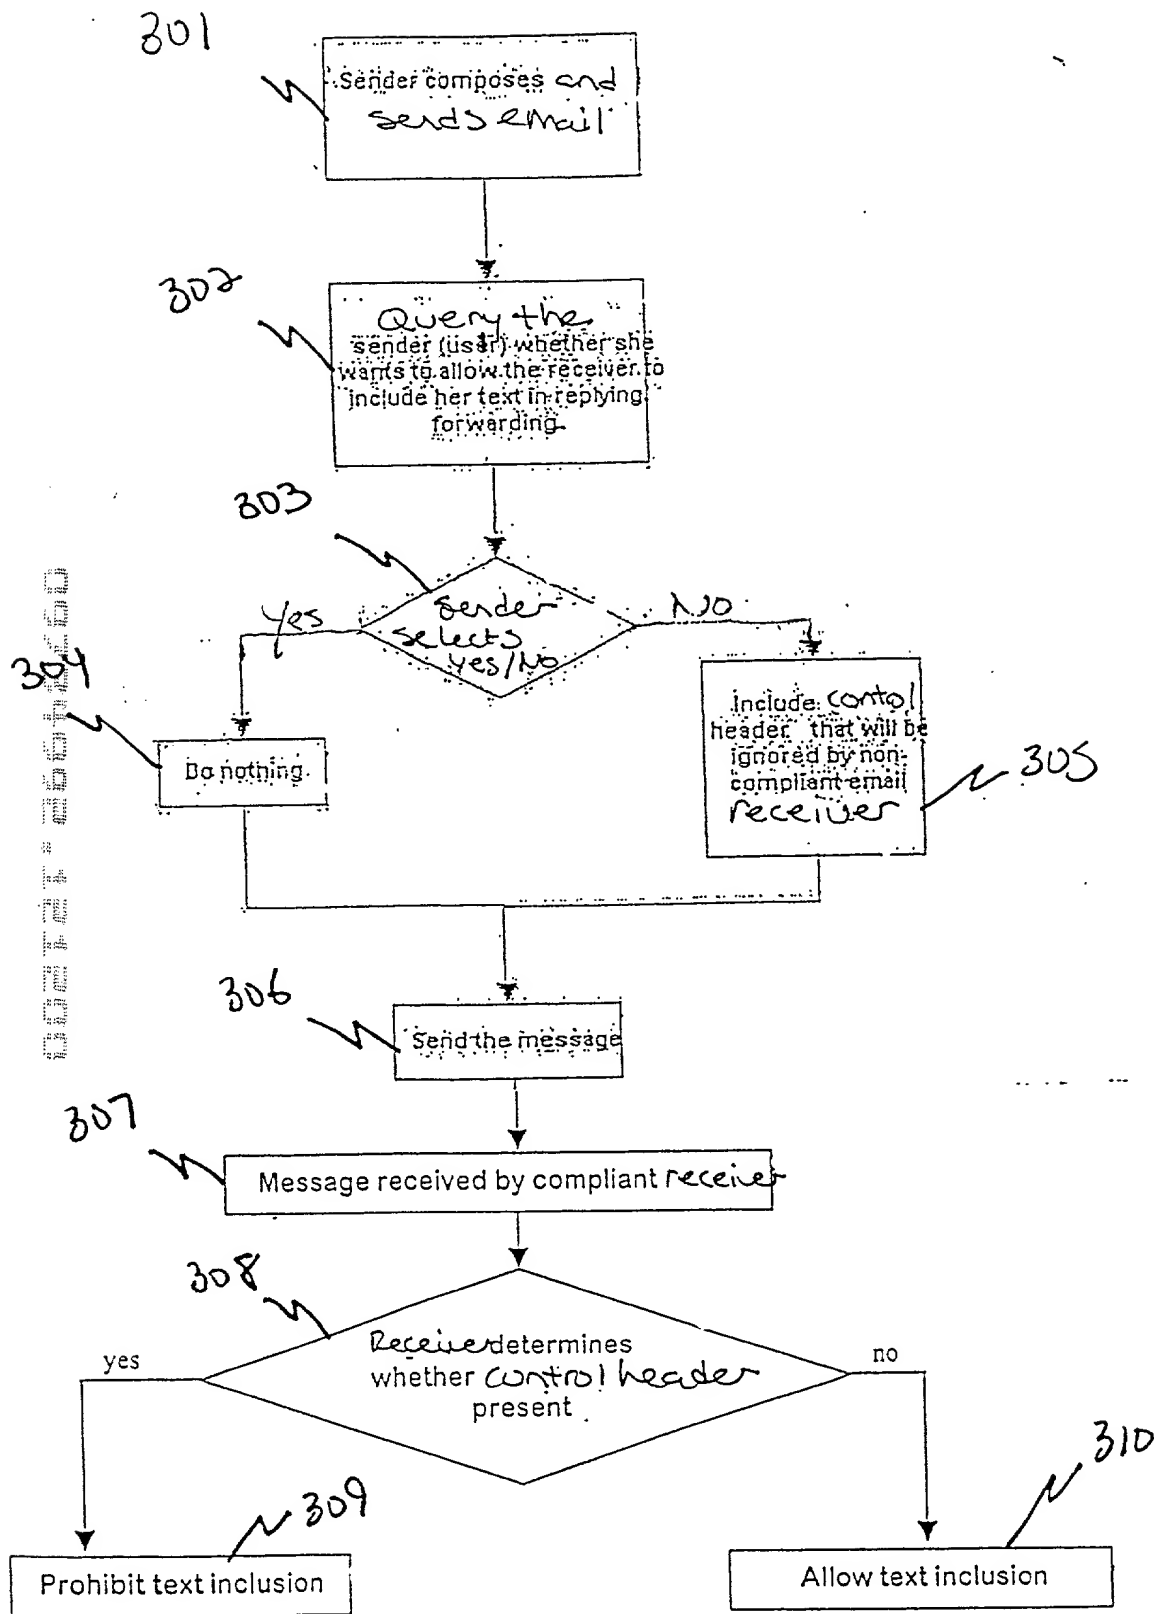 301
Sender composes and
sends email
302
Query the
sender (user) whether she
wants to allow the receiver to
include her text in replying
forwarding
303
Yes
sender
selects
yes/No
NO
304
Do nothing.
Include contol
header that will be
ignored by non-
compliant email
receiver
305
306
Send the message
307
Message received by compliant receiver
308
yes
Receiver determines
whether control header
present
no
309
310
Prohibit text inclusion
Allow text inclusion